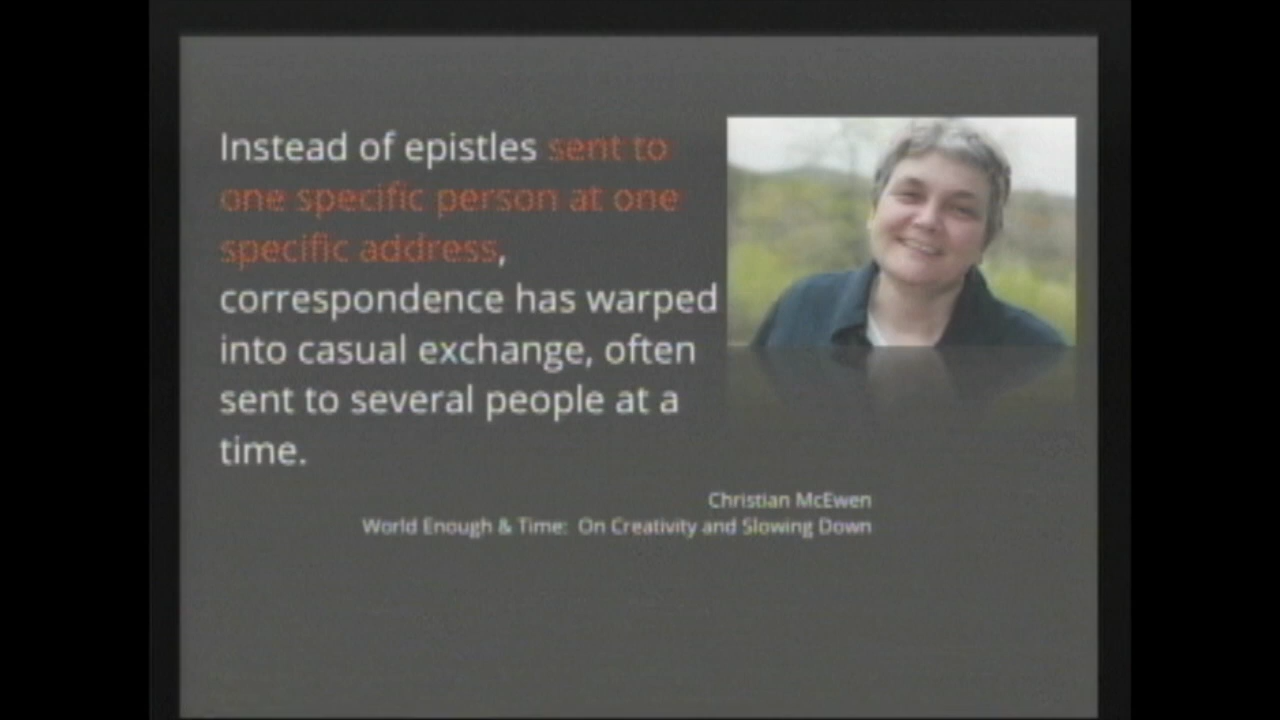 Instead of epistles sent to
one specific person at one
specific address,
correspondence has warped
into casual exchange, often
sent to several people at a
time.
Christian McEwen
World Enough & Time: On Creativity and Slowing Down